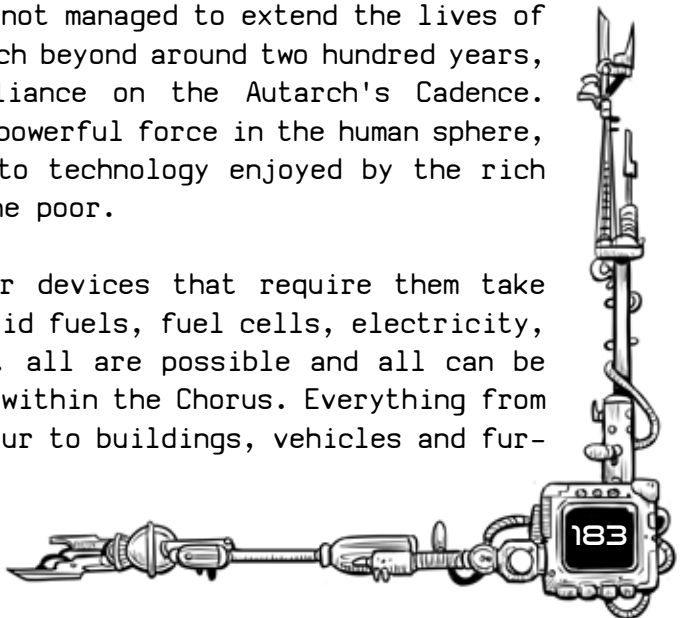 not managed to extend the lives of
ch beyond around two hundred years,
liance on the Autarch's Cadence.
powerful force in the human sphere,
to technology enjoyed by the rich
he poor.
r devices that require them take
id fuels, fuel cells, electricity,
. all are possible and all can be
within the Chorus. Everything from
ur to buildings, vehicles and fur-
183